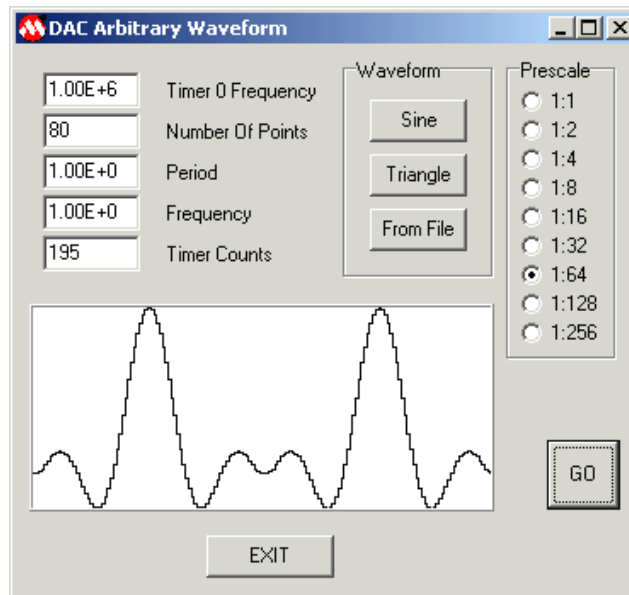 DAC Arbitrary Waveform
1.00E+6 Timer 0 Frequency
80 Number Of Points
1.00E+0 Period
1.00E+0 Frequency
195 Timer Counts
Waveform
Sine
Triangle
From File
Prescale
1:1
1:2
1:4
1:8
1:16
1:32
1:64
1:128
1:256
GO
EXIT